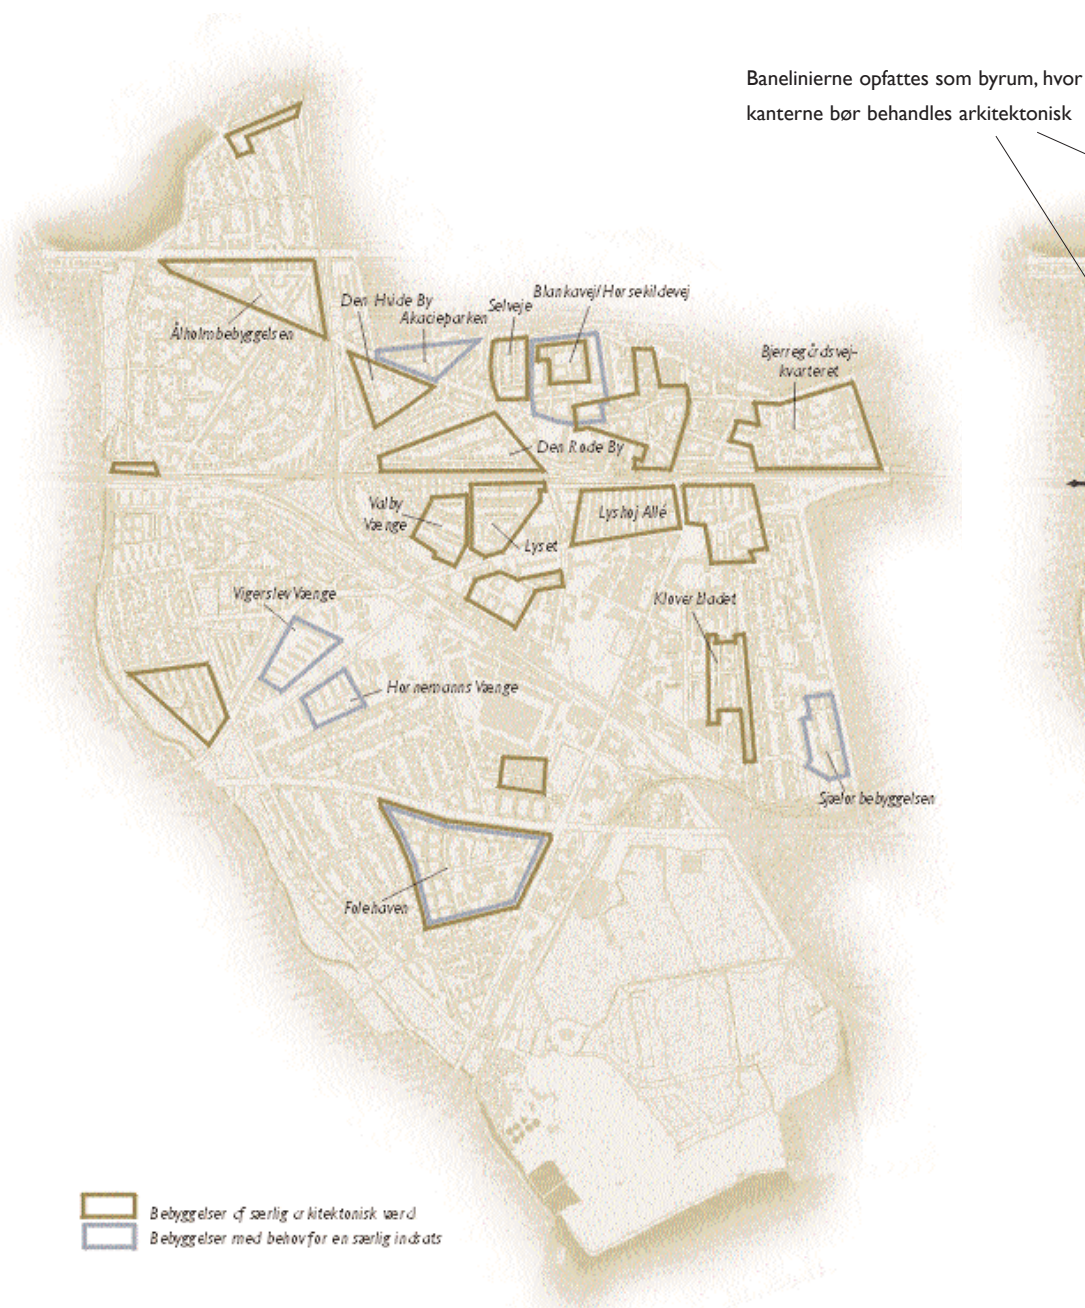 Banelinierne opfattes som byrum, hvor
kanterne bør behandles arkitektonisk
Blankavej/Horsekildevej
Den Hvide By
Selveje
Akacieparken
Ålholmbebyggelsen
Bjerregårdsvej-
kvarteret
Den Røde By
Valby
Vænge
Lyshøj Allé
Lyset
Vigerslev Vænge
Kløverbladet
Hornemanns Vænge
Sjælør bebyggelsen
Folehaven
Bebyggelser af særlig arkitektonisk værd
Bebyggelser med behov for en særlig indsats